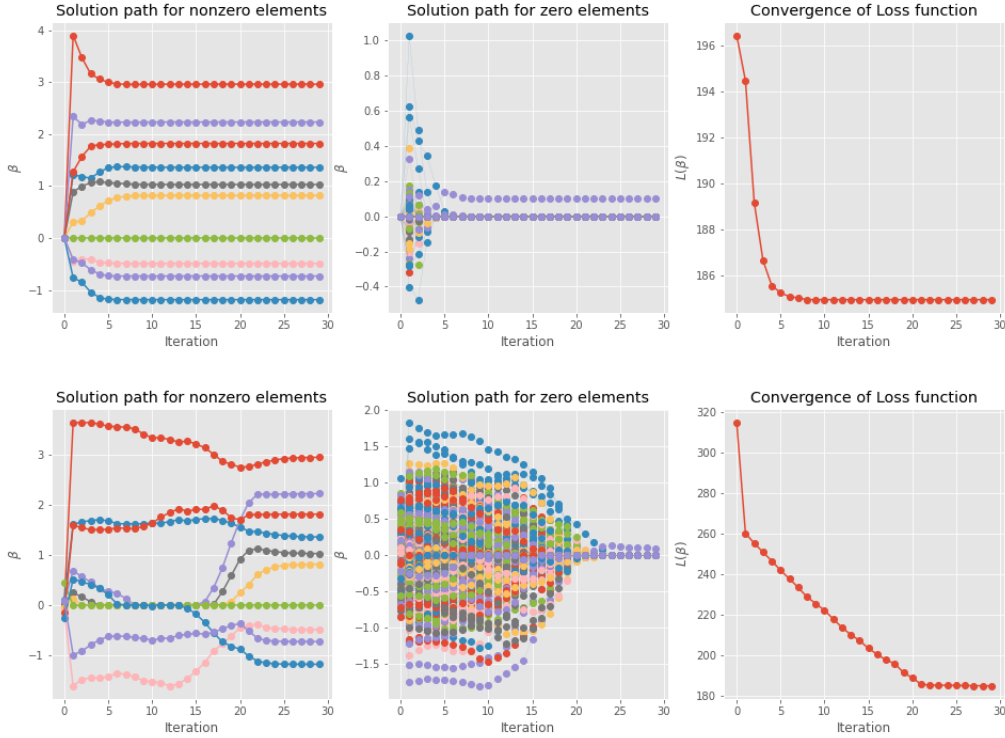 Solution path for nonzero elements
4
3
2
1
0
−1
β
0 5 10 15 20 25 30
Iteration
Solution path for zero elements
1.0
0.8
0.6
0.4
0.2
0.0
−0.2
−0.4
β
0 5 10 15 20 25 30
Iteration
Convergence of Loss function
196
194
192
190
188
186
L(β)
0 5 10 15 20 25 30
Iteration
Solution path for nonzero elements
3
2
1
0
−1
β
0 5 10 15 20 25 30
Iteration
Solution path for zero elements
2.0
1.5
1.0
0.5
0.0
−0.5
−1.0
−1.5
β
0 5 10 15 20 25 30
Iteration
Convergence of Loss function
320
300
280
260
240
220
200
180
L(β)
0 5 10 15 20 25 30
Iteration